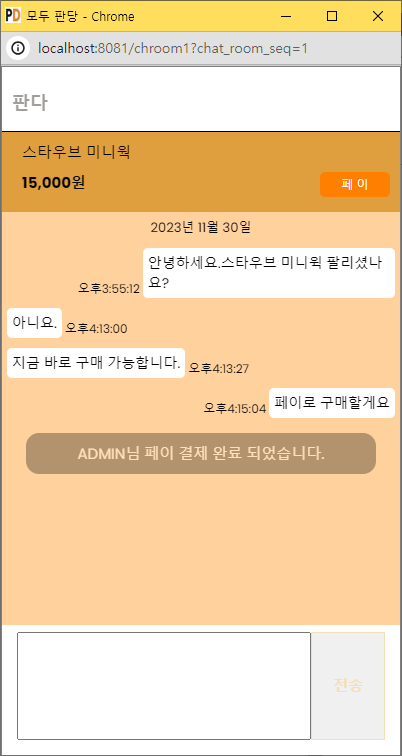 PD 모두 판당 - Chrome
localhost:8081/chroom1?chat_room_seq=1
판다
스타우브 미니웍
15,000원
페 이
2023년 11월 30일
안녕하세요.스타우브 미니웍 팔리셨나
요?
오후3:55:12
아니요.
오후4:13:00
지금 바로 구매 가능합니다.
오후4:13:27
오후4:15:04
페이로 구매할게요
ADMIN님 페이 결제 완료 되었습니다.
전송